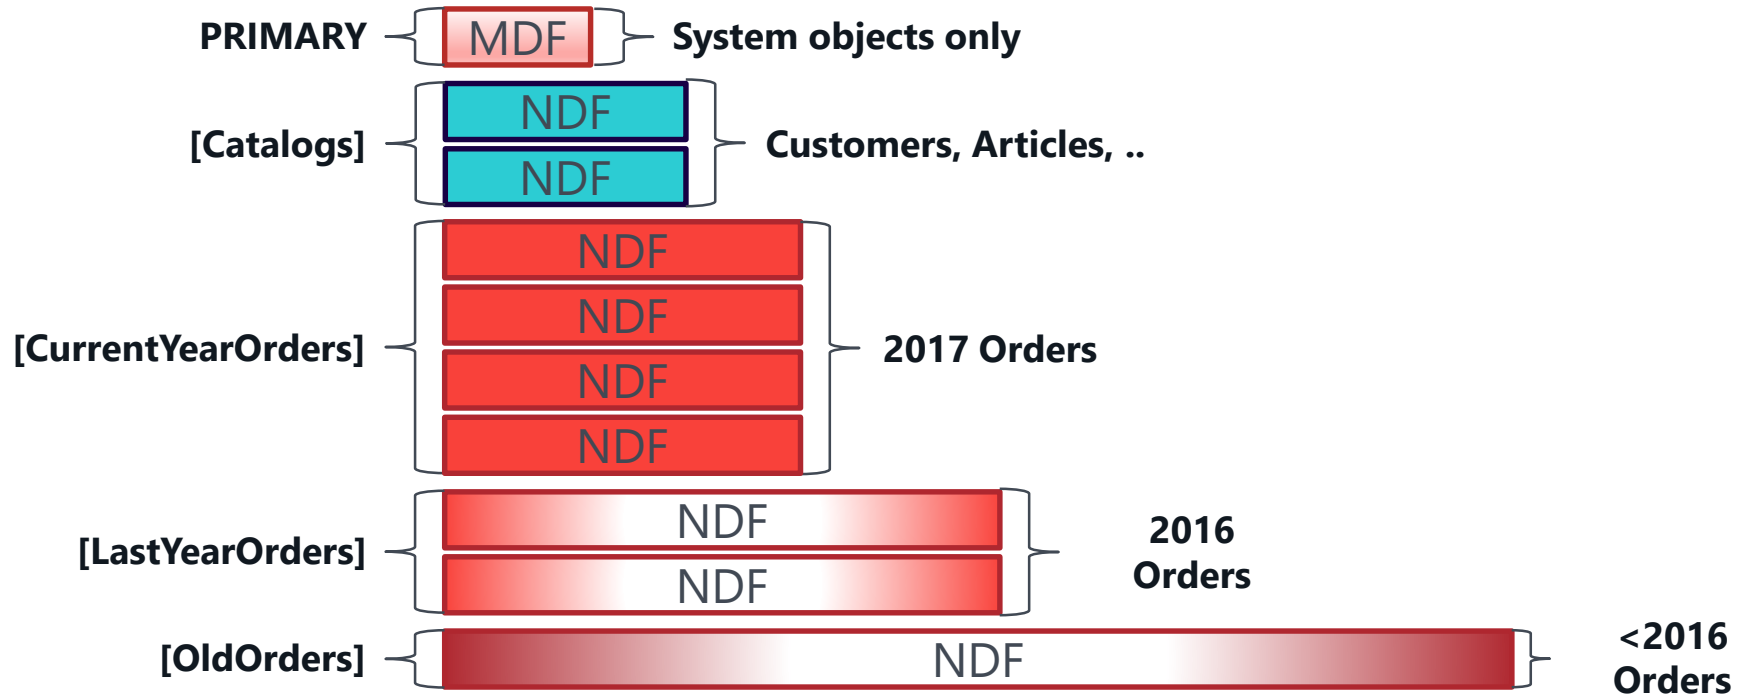 PRIMARY
MDF
System objects only
[Catalogs]
NDF
NDF
Customers, Articles, ..
[CurrentYearOrders]
NDF
NDF
NDF
NDF
2017 Orders
[LastYearOrders]
NDF
NDF
2016
Orders
[OldOrders]
NDF
<2016
Orders